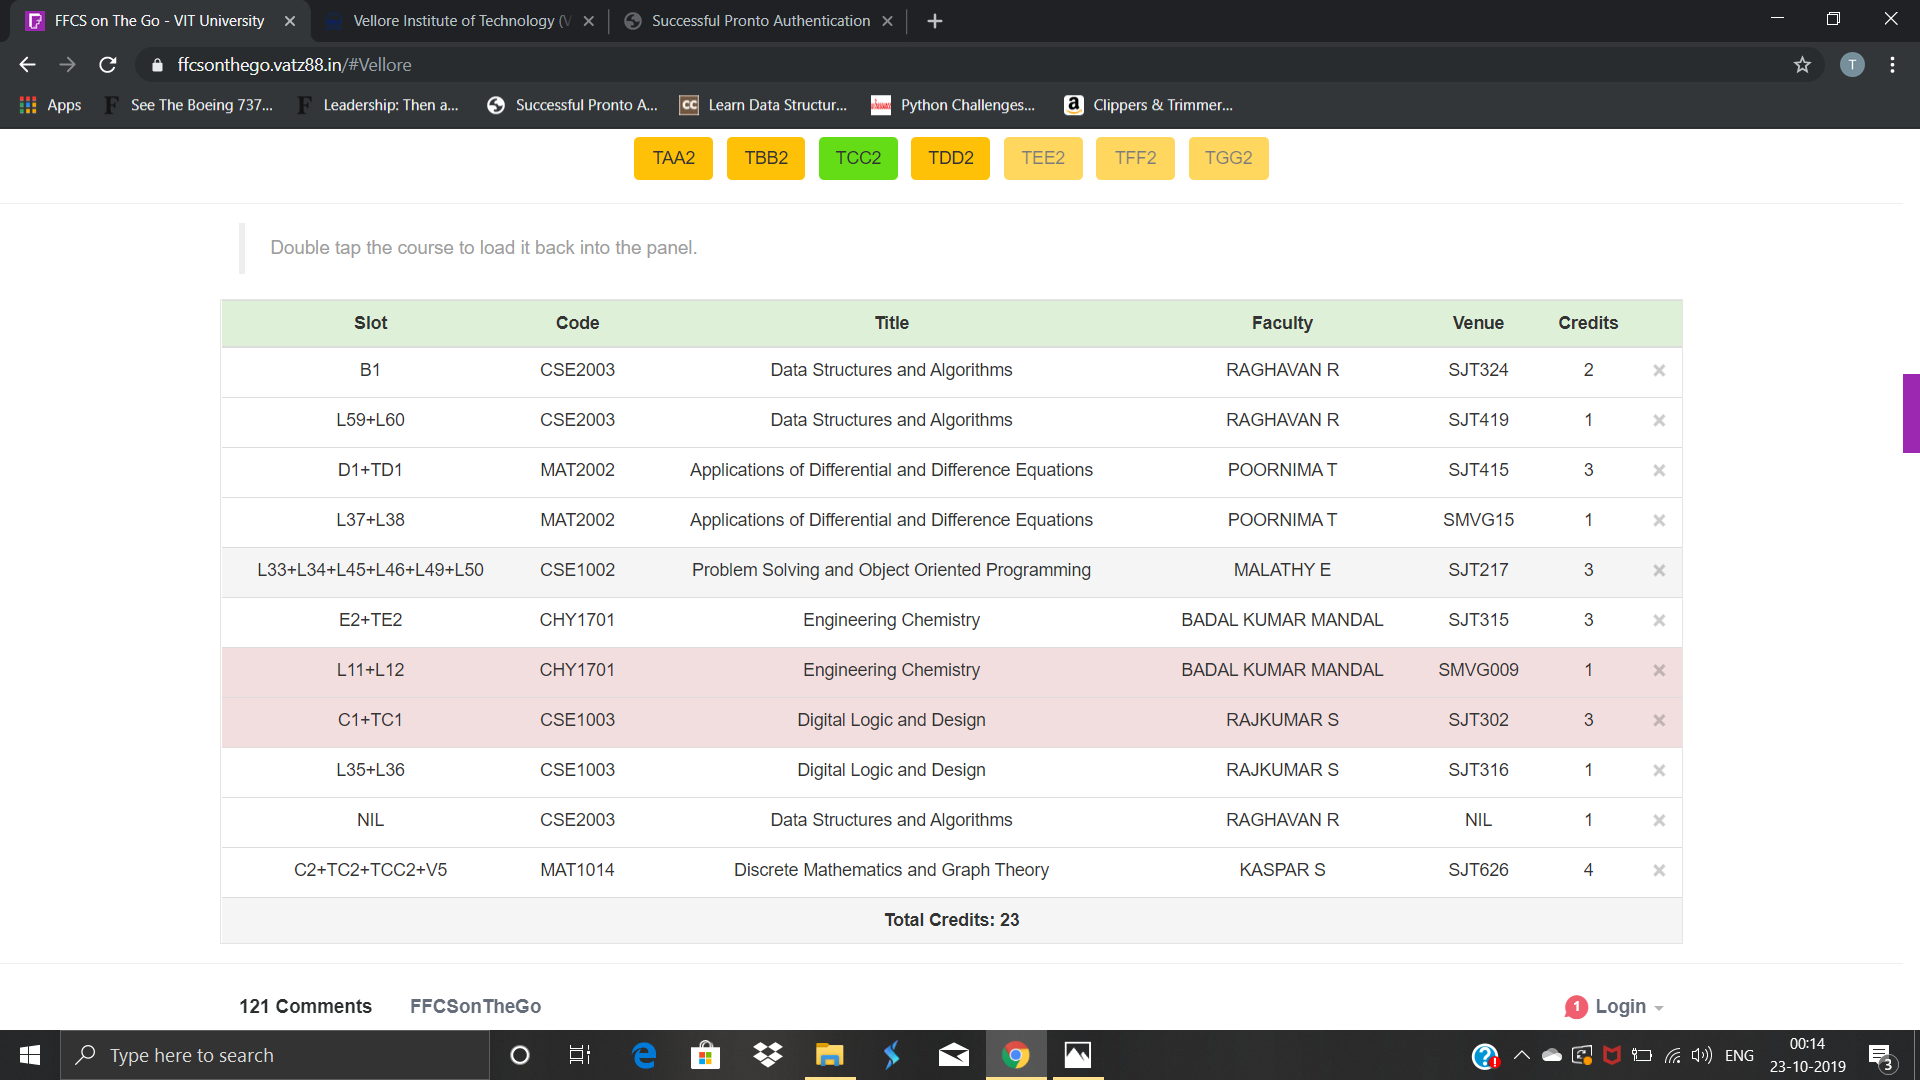 FFCS on The Go - VIT University
Vellore Institute of Technology (V
Successful Pronto Authentication
ffcsonthego.vatz88.in/#Vellore
T
Apps
See The Boeing 737...
Leadership: Then a...
Successful Pronto A...
CC
Learn Data Structur...
Python Challenges...
a
Clippers & Trimmer...
TAA2 TBB2 TCC2 TDD2 TEE2 TFF2 TGG2
Double tap the course to load it back into the panel.
Slot Code Title Faculty Venue Credits
B1 CSE2003 Data Structures and Algorithms RAGHAVAN R SJT324 2
L59+L60 CSE2003 Data Structures and Algorithms RAGHAVAN R SJT419 1
D1+TD1 MAT2002 Applications of Differential and Difference Equations POORNIMA T SJT415 3
L37+L38 MAT2002 Applications of Differential and Difference Equations POORNIMA T SMVG15 1
L33+L34+L45+L46+L49+L50 CSE1002 Problem Solving and Object Oriented Programming MALATHY E SJT217 3
E2+TE2 CHY1701 Engineering Chemistry BADAL KUMAR MANDAL SJT315 3
L11+L12 CHY1701 Engineering Chemistry BADAL KUMAR MANDAL SMVG009 1
C1+TC1 CSE1003 Digital Logic and Design RAJKUMAR S SJT302 3
L35+L36 CSE1003 Digital Logic and Design RAJKUMAR S SJT316 1
NIL CSE2003 Data Structures and Algorithms RAGHAVAN R NIL 1
C2+TC2+TCC2+V5 MAT1014 Discrete Mathematics and Graph Theory KASPAR S SJT626 4
Total Credits: 23
121 Comments FFCSonTheGo
1 Login
Type here to search
ENG
00:14
23-10-2019
3